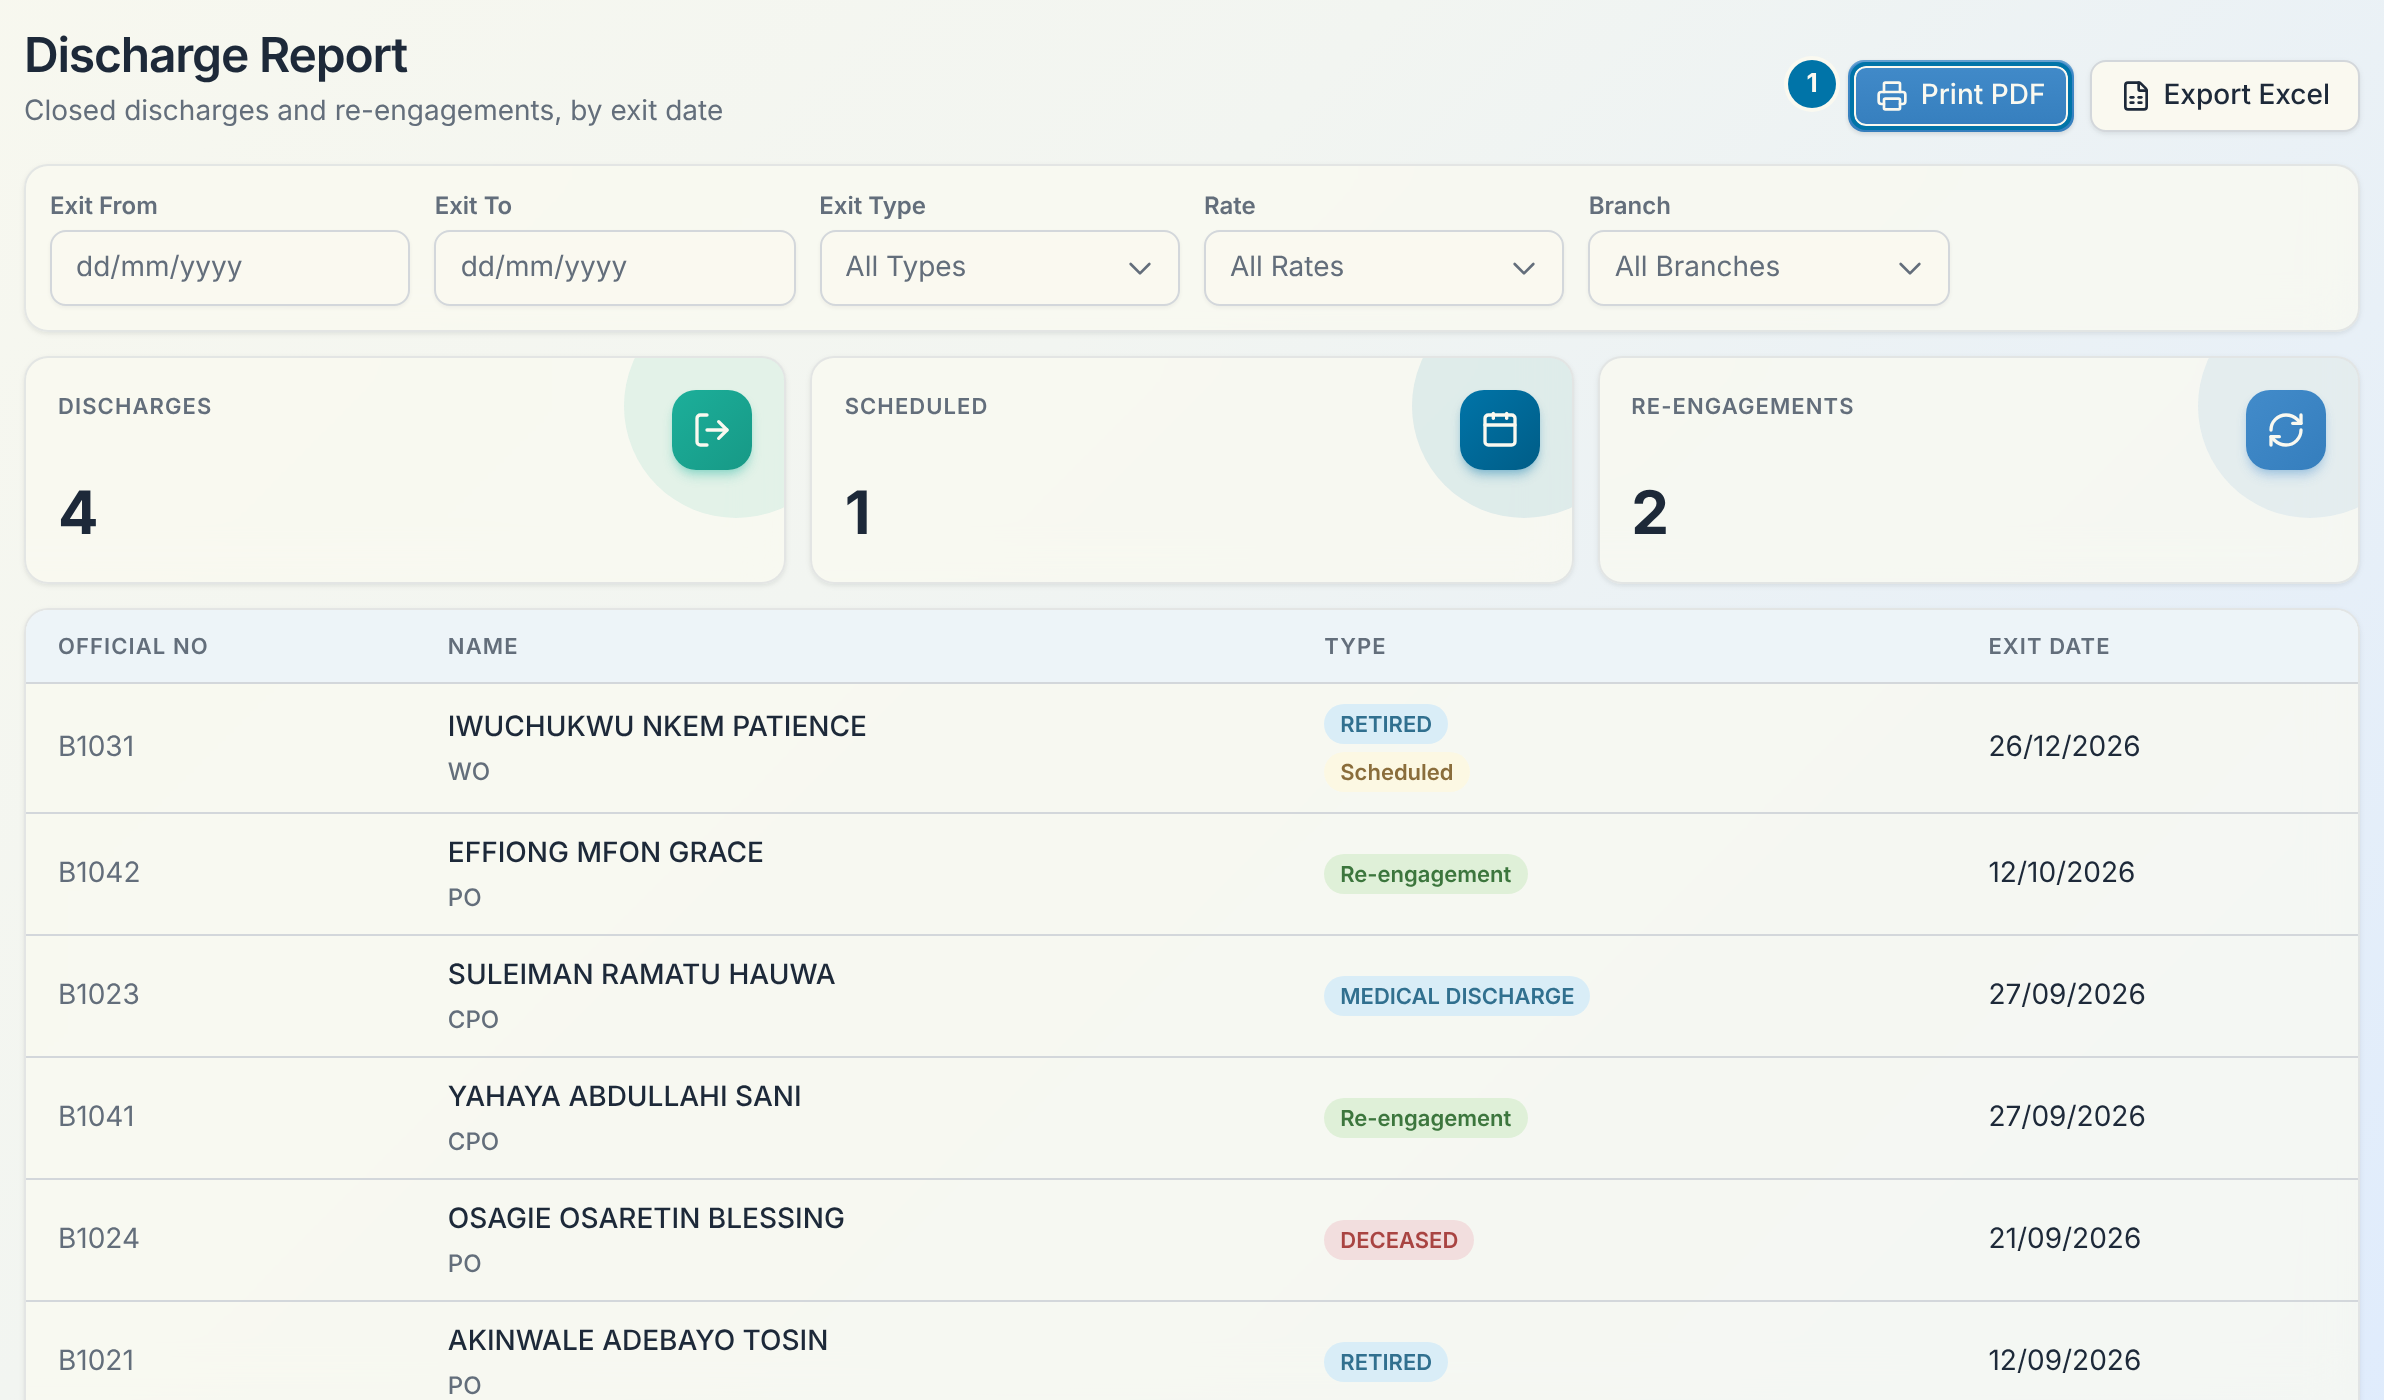 Discharge Report
Closed discharges and re-engagements, by exit date
1
Print PDF
Export Excel
Exit From
Exit To
Exit Type
Rate
Branch
dd/mm/yyyy
dd/mm/yyyy
All Types
All Rates
All Branches
DISCHARGES
4
SCHEDULED
1
RE-ENGAGEMENTS
2
OFFICIAL NO
NAME
TYPE
EXIT DATE
B1031
IWUCHUKWU NKEM PATIENCE
WO
RETIRED
Scheduled
26/12/2026
B1042
EFFIONG MFON GRACE
PO
Re-engagement
12/10/2026
B1023
SULEIMAN RAMATU HAUWA
CPO
MEDICAL DISCHARGE
27/09/2026
B1041
YAHAYA ABDULLAHI SANI
CPO
Re-engagement
27/09/2026
B1024
OSAGIE OSARETIN BLESSING
PO
DECEASED
21/09/2026
B1021
AKINWALE ADEBAYO TOSIN
PO
RETIRED
12/09/2026